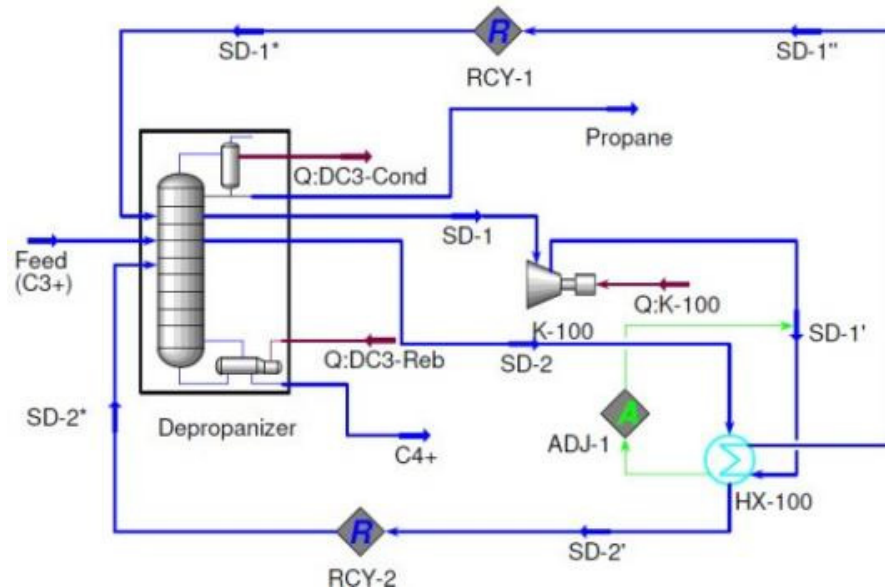 SD-1*
R
RCY-1
SD-1"
Propane
Q:DC3-Cond
SD-1
Feed
(C3+)
Q:K-100
K-100
SD-1'
Q:DC3-Reb
SD-2
SD-2*
Depropanizer
A
ADJ-1
C4+
HX-100
R
SD-2'
RCY-2